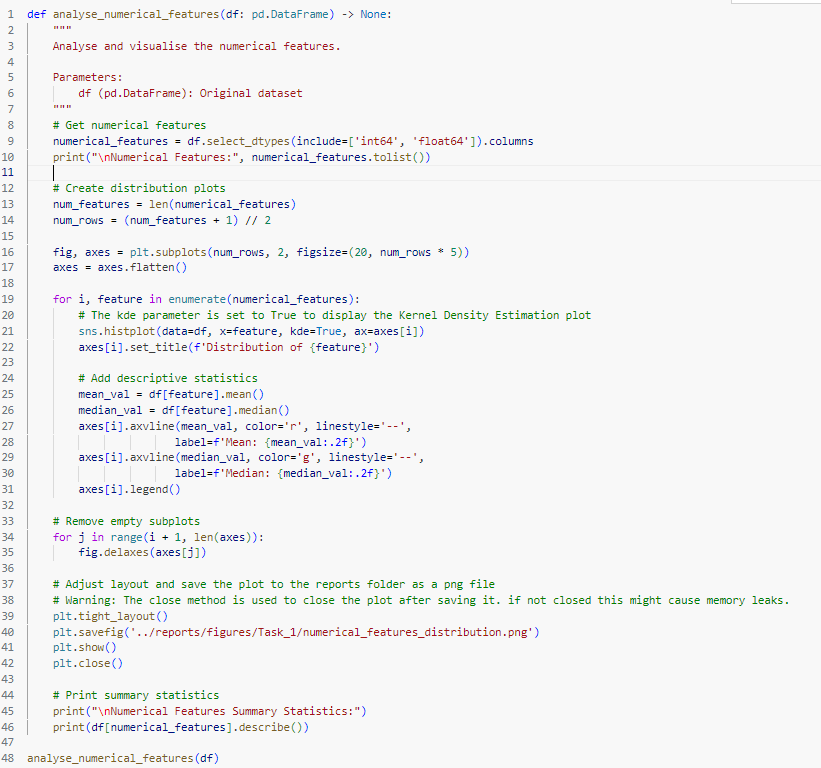 1 def analyse_numerical_features(df: pd.DataFrame) -> None:
2     """
3     Analyse and visualise the numerical features.
4
5     Parameters:
6         df (pd.DataFrame): Original dataset
7     """
8     # Get numerical features
9     numerical_features = df.select_dtypes(include=['int64', 'float64']).columns
10     print("\nNumerical Features:", numerical_features.tolist())
11
12     # Create distribution plots
13     num_features = len(numerical_features)
14     num_rows = (num_features + 1) // 2
15
16     fig, axes = plt.subplots(num_rows, 2, figsize=(20, num_rows * 5))
17     axes = axes.flatten()
18
19     for i, feature in enumerate(numerical_features):
20         # The kde parameter is set to True to display the Kernel Density Estimation plot
21         sns.histplot(data=df, x=feature, kde=True, ax=axes[i])
22         axes[i].set_title(f'Distribution of {feature}')
23
24         # Add descriptive statistics
25         mean_val = df[feature].mean()
26         median_val = df[feature].median()
27         axes[i].axvline(mean_val, color='r', linestyle='--',
28                        label=f'Mean: {mean_val:.2f}')
29         axes[i].axvline(median_val, color='g', linestyle='--',
30                        label=f'Median: {median_val:.2f}')
31         axes[i].legend()
32
33     # Remove empty subplots
34     for j in range(i + 1, len(axes)):
35         fig.delaxes(axes[j])
36
37     # Adjust layout and save the plot to the reports folder as a png file
38     # Warning: The close method is used to close the plot after saving it. if not closed this might cause memory leaks.
39     plt.tight_layout()
40     plt.savefig('../reports/figures/Task_1/numerical_features_distribution.png')
41     plt.show()
42     plt.close()
43
44     # Print summary statistics
45     print("\nNumerical Features Summary Statistics:")
46     print(df[numerical_features].describe())
47
48 analyse_numerical_features(df)